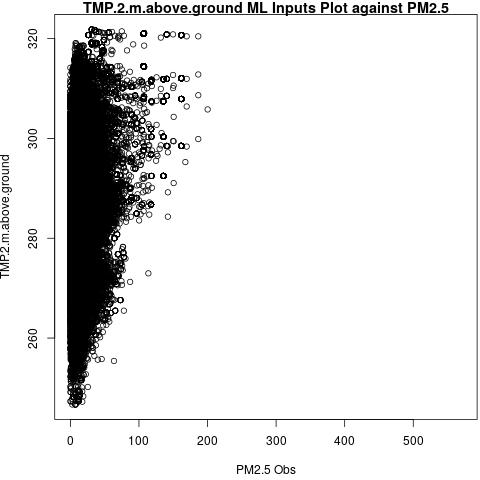 TMP.2.m.above.ground ML Inputs Plot against PM2.5
TMP.2.m.above.ground
320
300
280
260
0 100 200 300 400 500
PM2.5 Obs